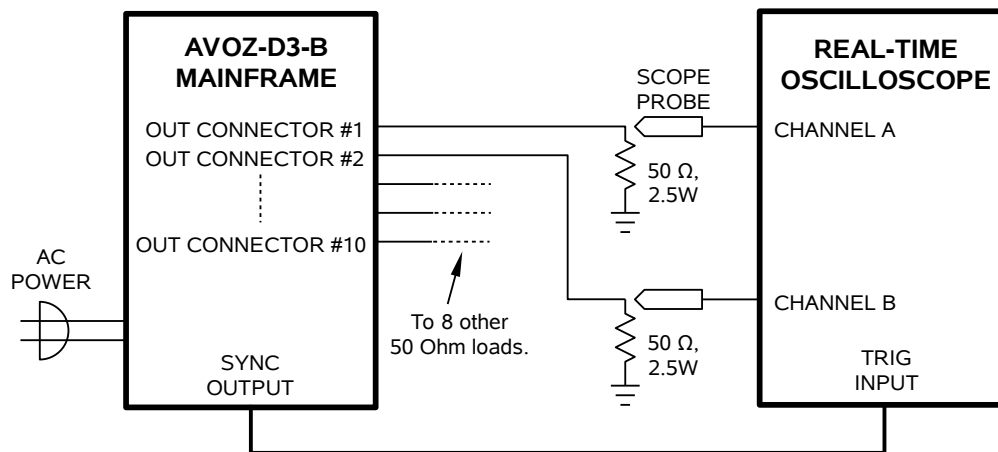 AVOZ-D3-B
MAINFRAME
OUT CONNECTOR #1
OUT CONNECTOR #2
OUT CONNECTOR #10
AC
POWER
SYNC
OUTPUT
To 8 other
50 Ohm loads.
SCOPE
PROBE
50 Ω,
2.5W
50 Ω,
2.5W
REAL-TIME
OSCILLOSCOPE
CHANNEL A
CHANNEL B
TRIG
INPUT